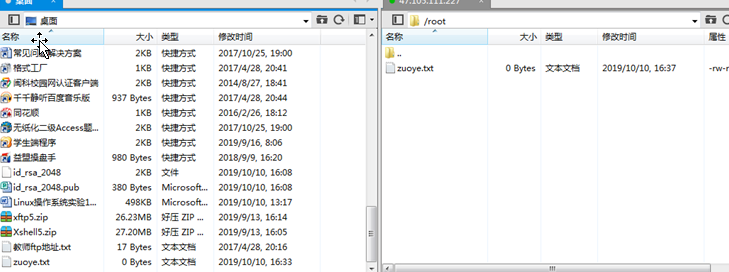 桌面 47.105.111.227
桌面 /root
名称 大小 类型 修改时间 名称 大小 类型 修改时间 属性
常见问 解决方案 2KB 快捷方式 2017/10/25, 19:00 ..
格式工厂 1KB 快捷方式 2017/4/28, 20:41 zuoye.txt 0 Bytes 文本文档 2019/10/10, 16:37 -rw-r
闽科校园网认证客户端 2KB 快捷方式 2014/8/27, 18:41
千千静听百度音乐版 937 Bytes 快捷方式 2017/4/28, 20:44
同花顺 1KB 快捷方式 2016/2/26, 18:12
无纸化二级Access题... 2KB 快捷方式 2017/10/25, 19:00
学生端程序 2KB 快捷方式 2019/9/16, 8:06
益盟操盘手 980 Bytes 快捷方式 2018/9/9, 16:20
id_rsa_2048 2KB 文件 2019/10/10, 16:08
id_rsa_2048.pub 380 Bytes Microsoft... 2019/10/10, 16:08
Linux操作系统实验1... 498KB Microsoft... 2019/10/10, 13:17
xftp5.zip 26.23MB 好压 ZIP ... 2019/9/13, 16:14
Xshell5.zip 27.20MB 好压 ZIP ... 2019/9/13, 16:05
教师ftp地址.txt 17 Bytes 文本文档 2017/4/28, 20:16
zuoye.txt 0 Bytes 文本文档 2019/10/10, 16:33